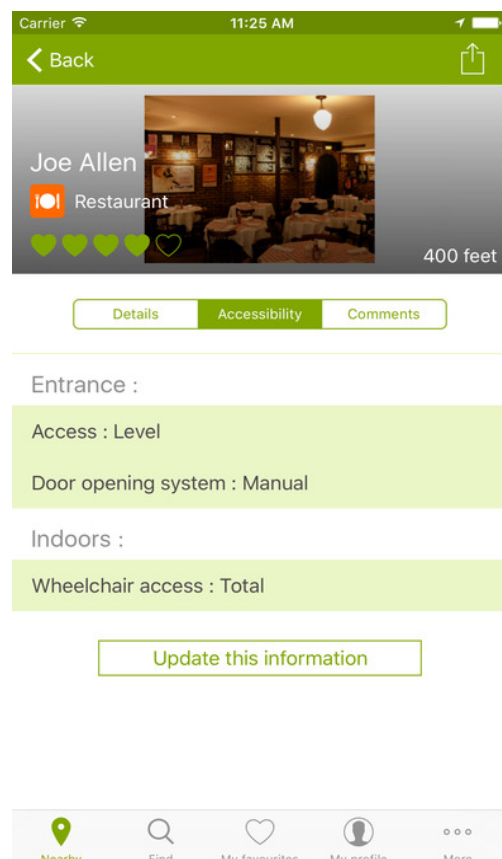 Carrier 11:25 AM
Back
Joe Allen
Restaurant
400 feet
Details Accessibility Comments
Entrance :
Access : Level
Door opening system : Manual
Indoors :
Wheelchair access : Total
Update this information
Nearby Find My favourites My profile More